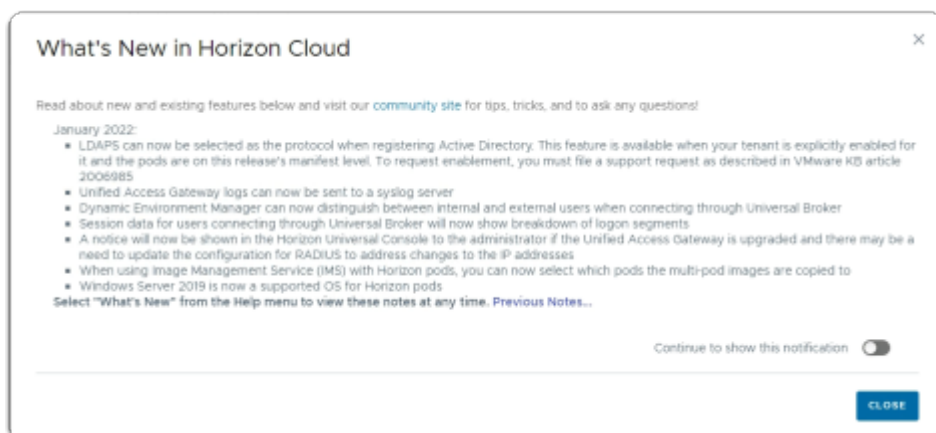 What's New in Horizon Cloud
Read about new and existing features below and visit our community site for tips, tricks, and to ask any questions!
January 2022:
▪ LDAPS can now be selected as the protocol when registering Active Directory. This feature is available when your tenant is explicitly enabled for
it and the pods are on this release's manifest level. To request enablement, you must file a support request as described in VMware KB article
2006985
▪ Unified Access Gateway logs can now be sent to a syslog server
▪ Dynamic Environment Manager can now distinguish between internal and external users when connecting through Universal Broker
▪ Session data for users connecting through Universal Broker will now show breakdown of logon segments
▪ A notice will now be shown in the Horizon Universal Console to the administrator if the Unified Access Gateway is upgraded and there may be a
need to update the configuration for RADIUS to address changes to the IP addresses
▪ When using Image Management Service (IMS) with Horizon pods, you can now select which pods the multi-pod images are copied to
▪ Windows Server 2019 is now a supported OS for Horizon pods
Select "What's New" from the Help menu to view these notes at any time. Previous Notes...
Continue to show this notification
CLOSE